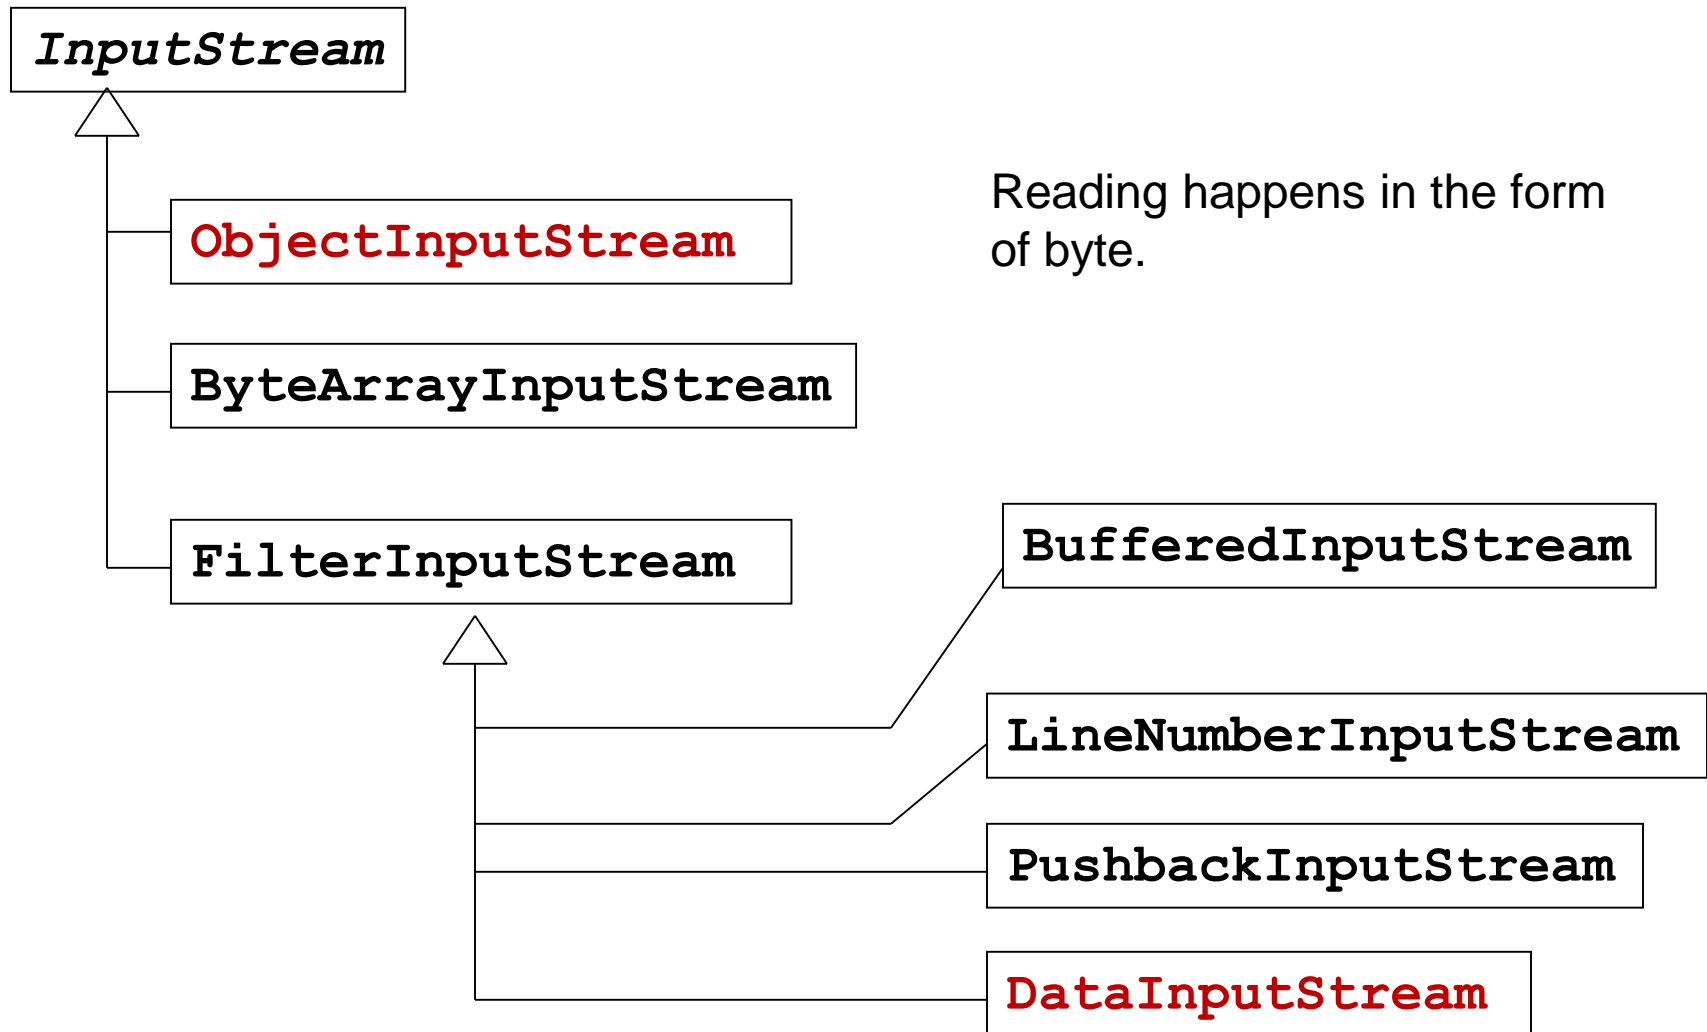 InputStream
ObjectInputStream
Reading happens in the form
of byte.
ByteArrayInputStream
FilterInputStream
BufferedInputStream
LineNumberInputStream
PushbackInputStream
DataInputStream